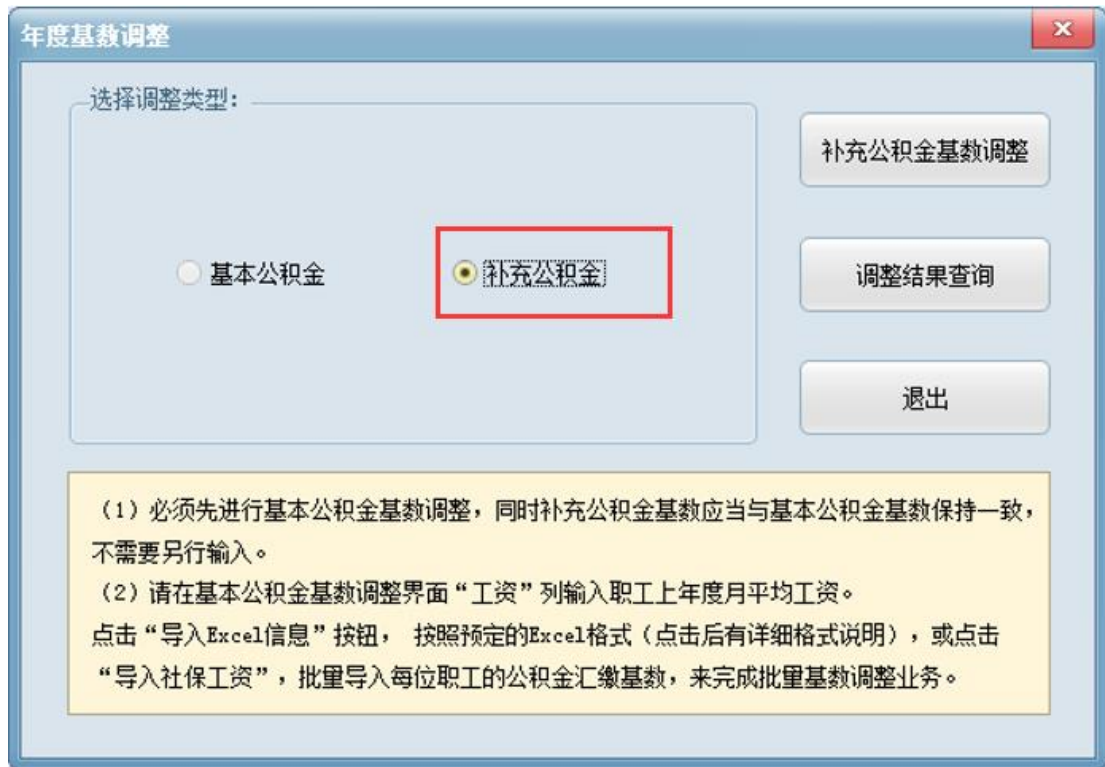 年度基数调整
选择调整类型：
补充公积金基数调整
基本公积金
补充公积金
调整结果查询
退出
（1）必须先进行基本公积金基数调整，同时补充公积金基数应当与基本公积金基数保持一致，
不需要另行输入。
（2）请在基本公积金基数调整界面“工资”列输入职工上年度月平均工资。
点击“导入Excel信息”按钮， 按照预定的Excel格式（点击后有详细格式说明），或点击
“导入社保工资”，批量导入每位职工的公积金汇缴基数，来完成批量基数调整业务。